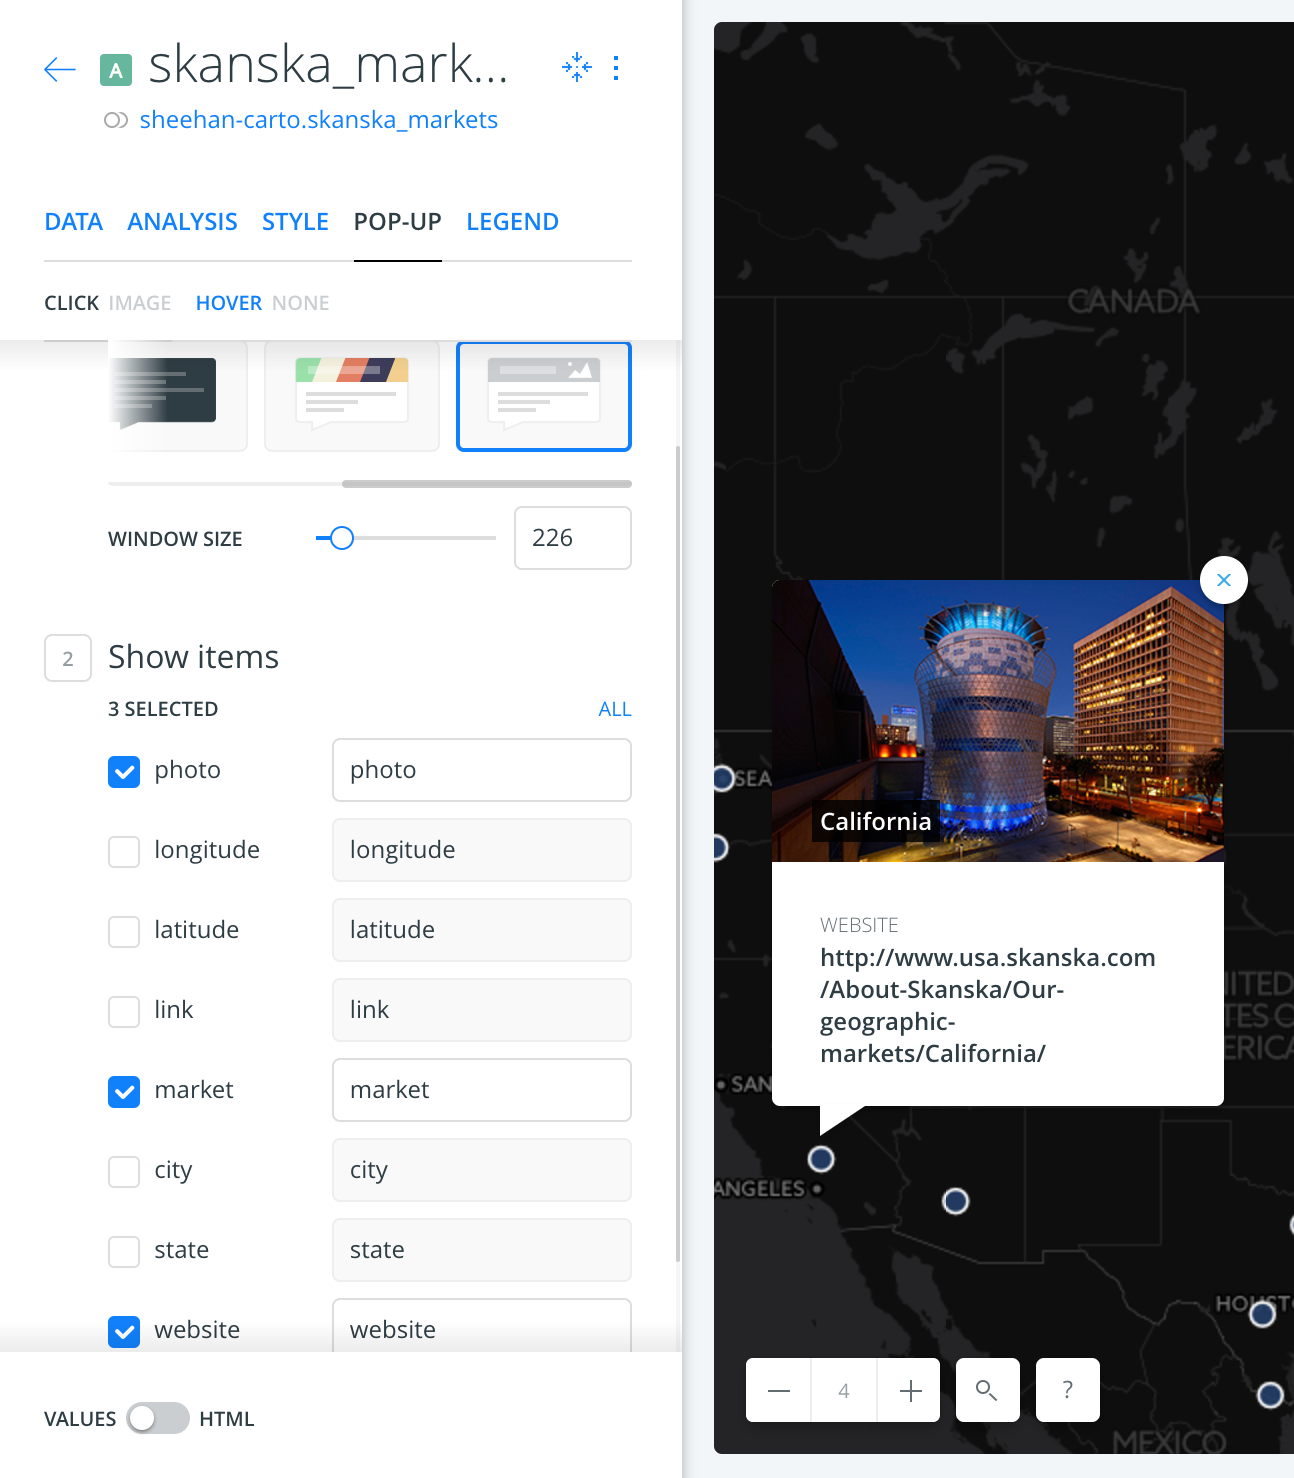 A skanska_mark...
sheehan-carto.skanska_markets
DATA ANALYSIS STYLE POP-UP LEGEND
CLICK IMAGE HOVER NONE
WINDOW SIZE 226
2 Show items
3 SELECTED ALL
photo photo
longitude longitude
latitude latitude
link link
market market
city city
state state
website website
VALUES HTML
CANADA
SEA
California
WEBSITE
http://www.usa.skanska.com
/About-Skanska/Our-
geographic-
markets/California/
ITED
TES O
ERICA
SAN
ANGELES
HOUST
4 ?
MEXICO